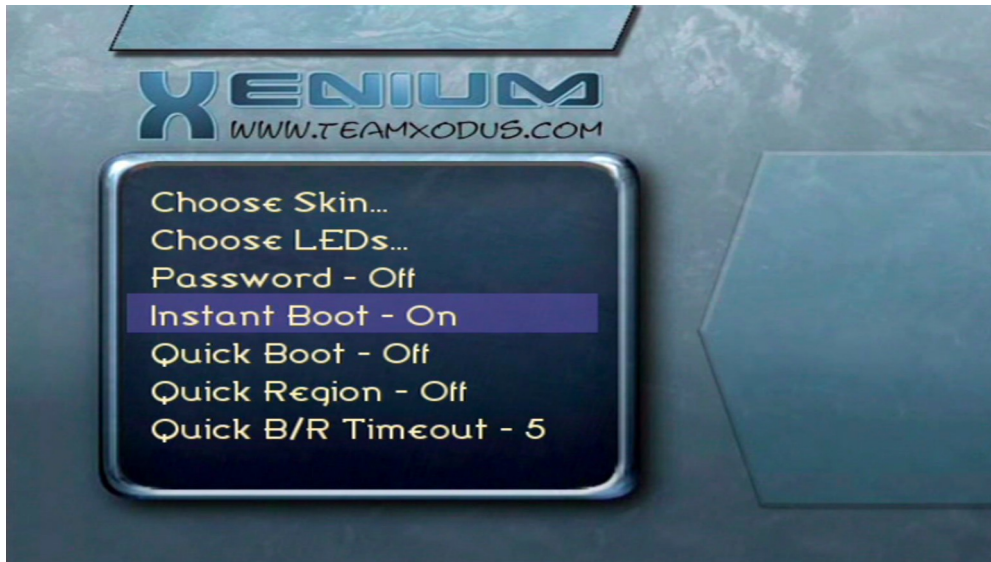 XENIUM
WWW.TEAMXODUS.COM
Choose Skin...
Choose LEDs...
Password - Off
Instant Boot - On
Quick Boot - Off
Quick Region - Off
Quick B/R Timeout - 5